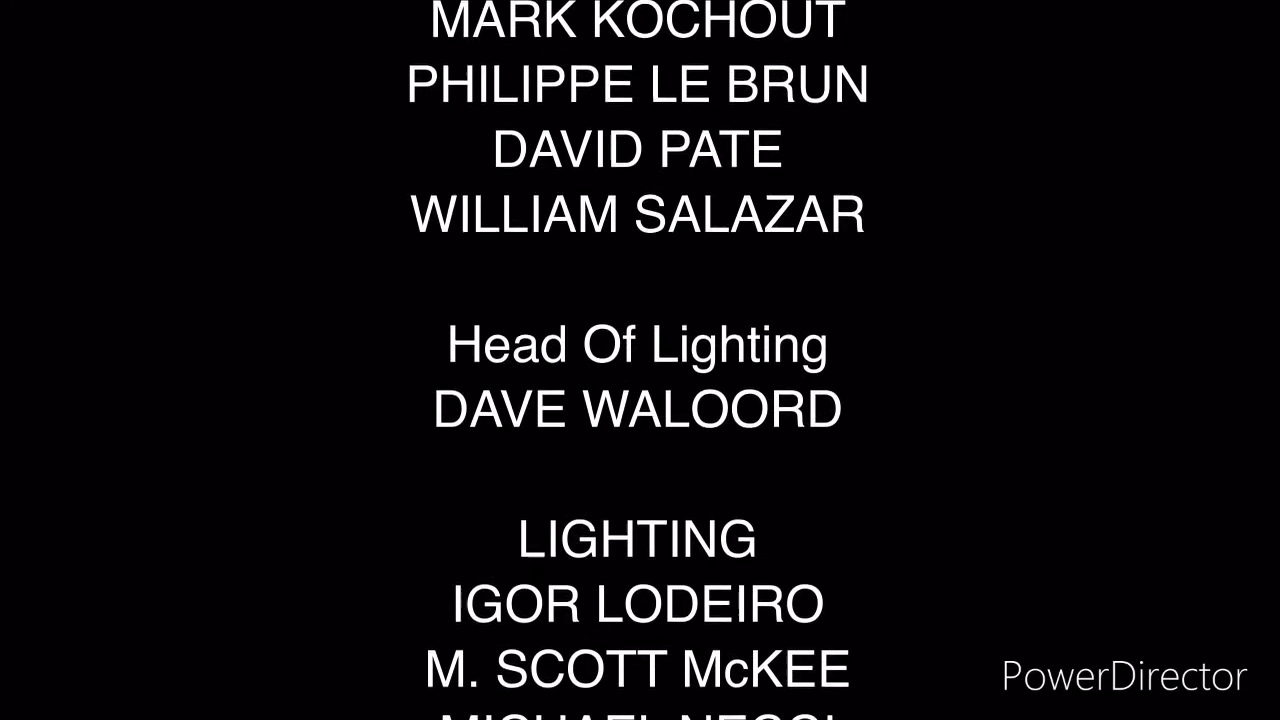 MARK KOCHOUT
PHILIPPE LE BRUN
DAVID PATE
WILLIAM SALAZAR
Head Of Lighting
DAVE WALOORD
LIGHTING
IGOR LODEIRO
M. SCOTT McKEE
MICHAEL
PowerDirector